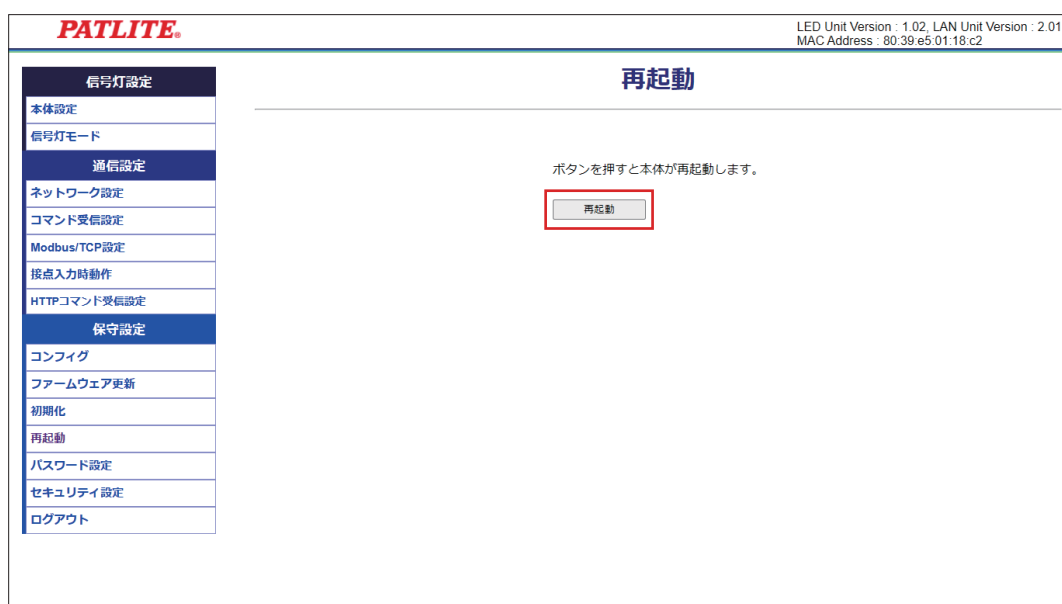 PATLITE®
LED Unit Version : 1.02, LAN Unit Version : 2.01
MAC Address : 80:39:e5:01:18:c2
信号灯設定
本体設定
信号灯モード
通信設定
ネットワーク設定
コマンド受信設定
Modbus/TCP設定
接点入力時動作
HTTPコマンド受信設定
保守設定
コンフィグ
ファームウェア更新
初期化
再起動
パスワード設定
セキュリティ設定
ログアウト
再起動
ボタンを押すと本体が再起動します。
再起動